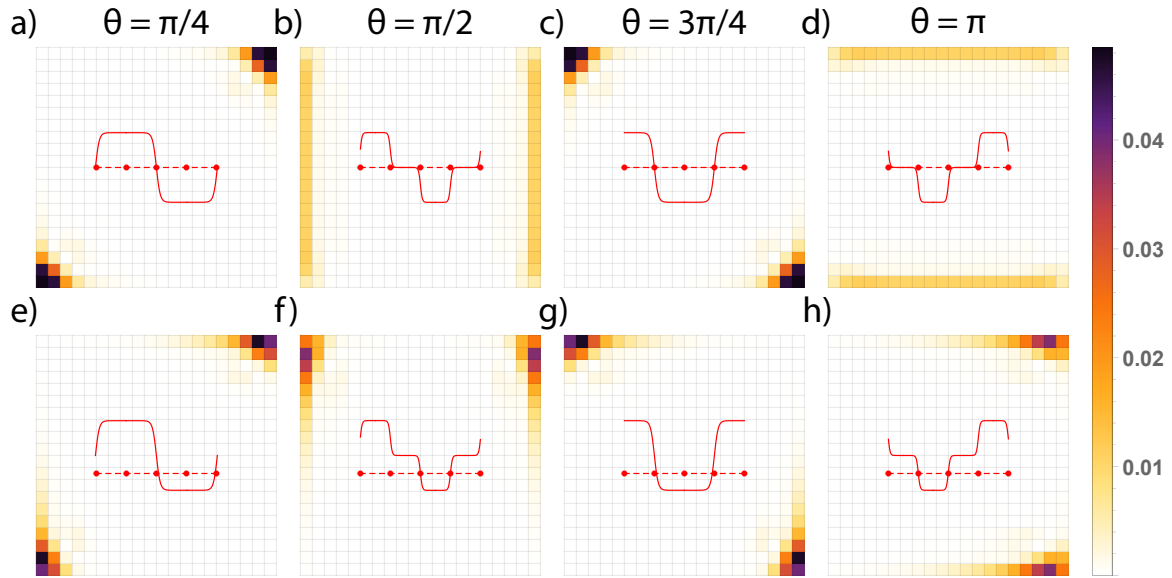 a) θ = π/4 b) θ = π/2 c) θ = 3π/4 d) θ = π
0.04
0.03
0.02
0.01
e) f) g) h)